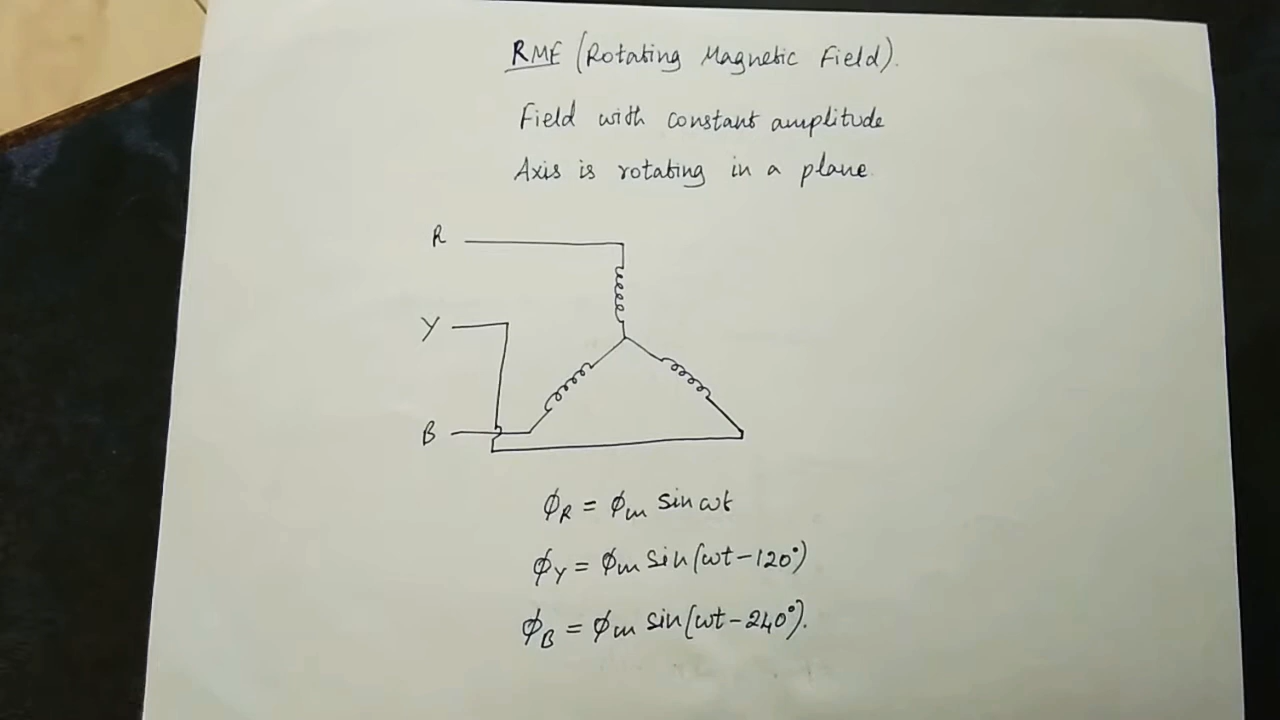 RMF (Rotating Magnetic Field).
Field with constant amplitude
Axis is rotating in a plane.
R
Y
B
ϕR = ϕm sin ωt
ϕY = ϕm sin(ωt-120°)
ϕB = ϕm sin(ωt-240°).